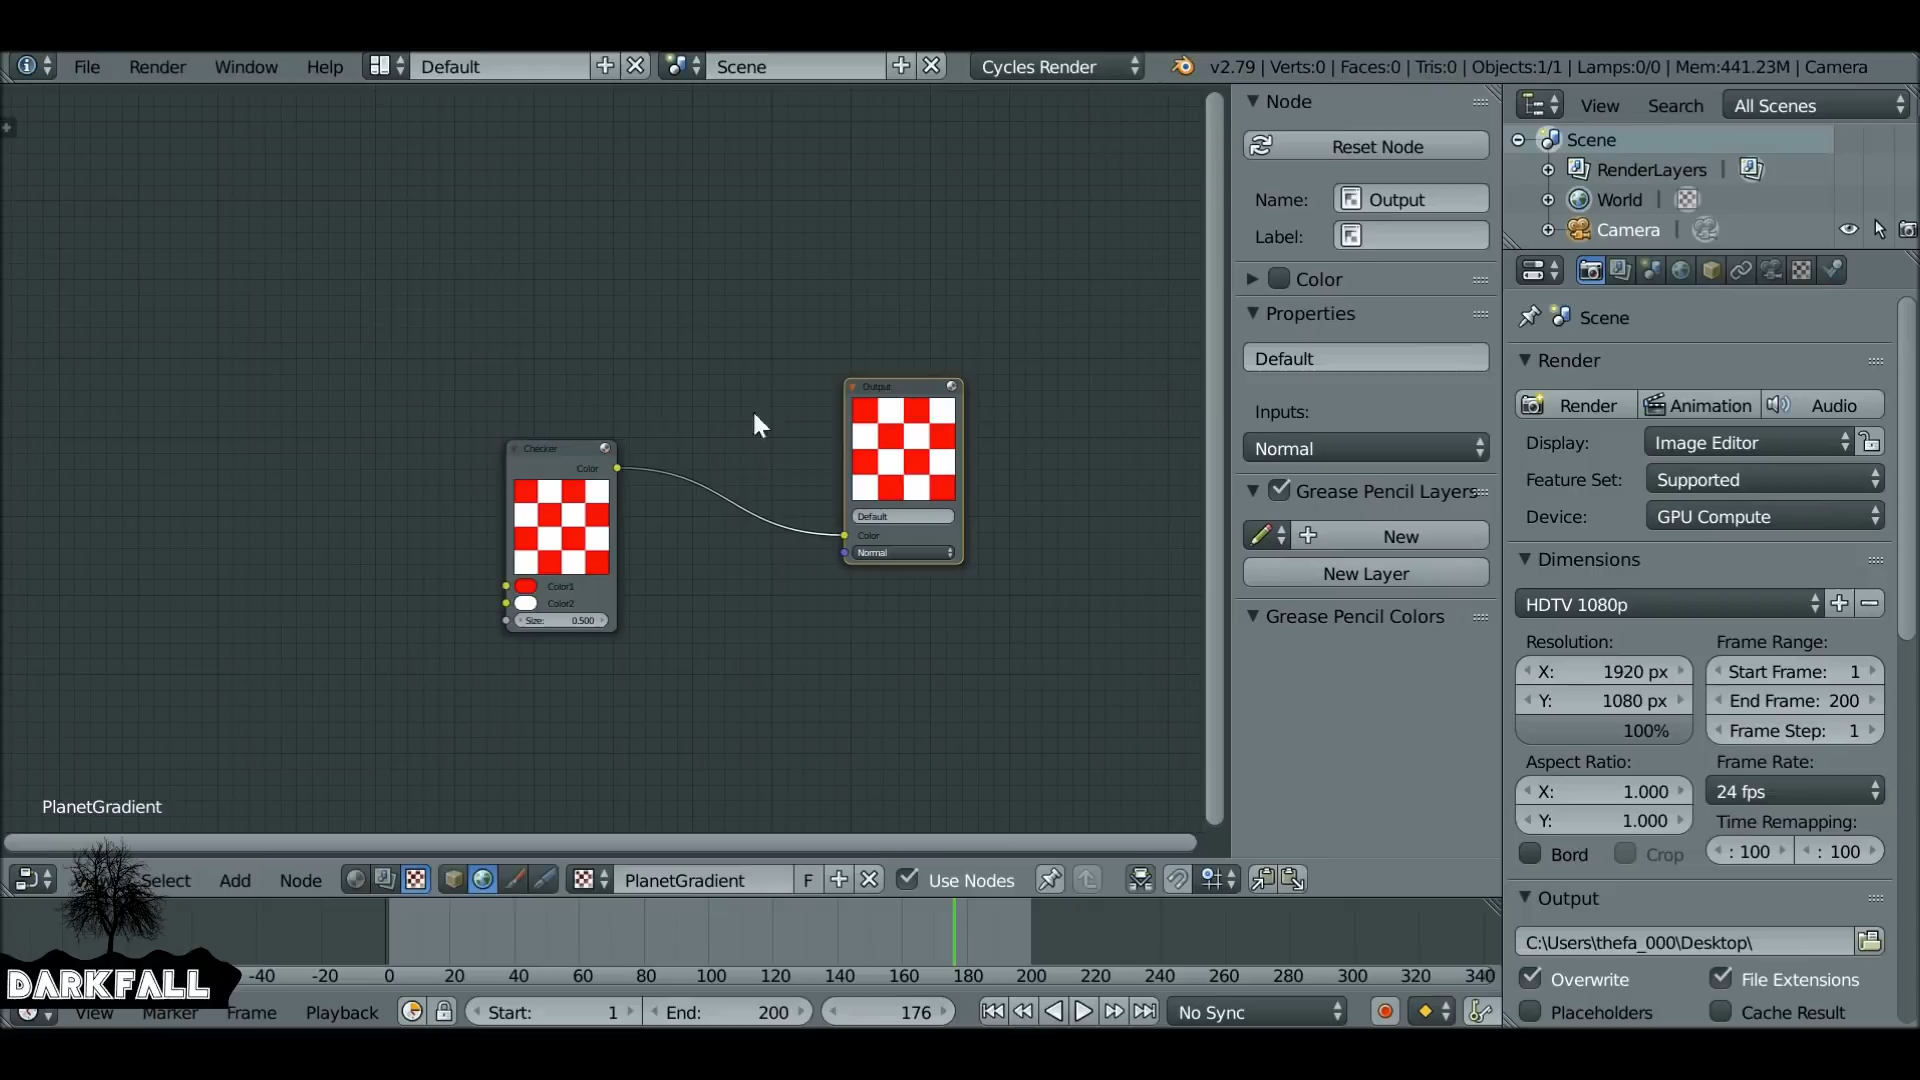 File Render Window Help Default Scene Cycles Render v2.79 | Verts:0 | Faces:0 | Tris:0 | Objects:1/1 | Lamps:0/0 | Mem:441.23M | Camera
Node
Reset Node
Name: Output
Label:
Color
Properties
Default
Inputs:
Normal
Grease Pencil Layers
New
New Layer
Grease Pencil Colors
View Search All Scenes
Scene
RenderLayers |
World |
Camera |
Scene
Render
Render Animation Audio
Display: Image Editor
Feature Set: Supported
Device: GPU Compute
Dimensions
HDTV 1080p
Resolution: Frame Range:
X: 1920 px Start Frame: 1
Y: 1080 px End Frame: 200
100% Frame Step: 1
Aspect Ratio: Frame Rate:
X: 1.000 24 fps
Y: 1.000 Time Remapping:
Bord Crop : 100 : 100
Output
C:\Users\thefa_000\Desktop\
Overwrite File Extensions
Placeholders Cache Result
Checker
Color
Color1
Color2
Size: 0.500
Output
Default
Color
Normal
PlanetGradient
Select Add Node PlanetGradient F Use Nodes
-40 -20 0 20 40 60 80 100 120 140 160 180 200 220 240 260 280 300 320 340
DARKFALL
View Marker Frame Playback Start: 1 End: 200 176 No Sync